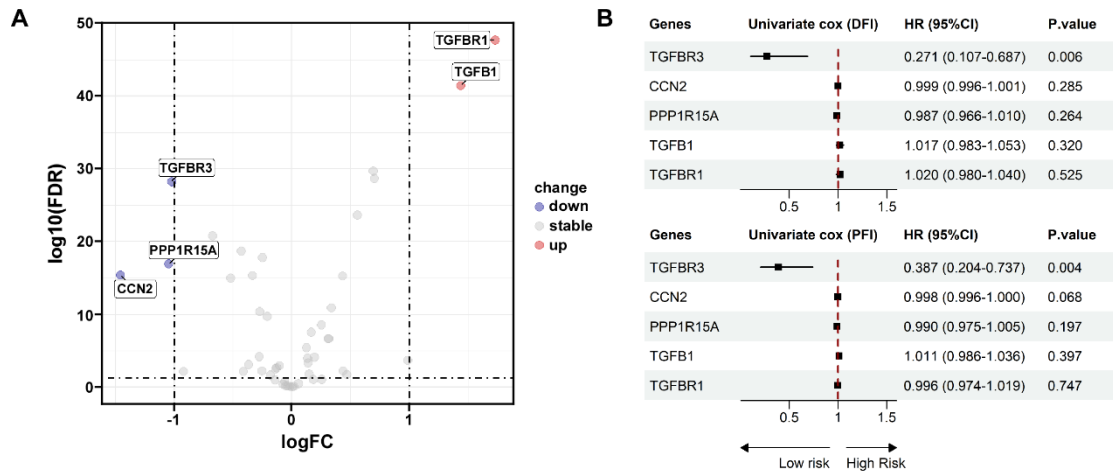 A
log10(FDR)
50
40
30
20
10
0
-1
0
1
logFC
TGFBR1
TGFB1
TGFBR3
PPP1R15A
CCN2
change
down
stable
up
B
Genes Univariate cox (DFI) HR (95%CI) P.value
TGFBR3 0.271 (0.107-0.687) 0.006
CCN2 0.999 (0.996-1.001) 0.285
PPP1R15A 0.987 (0.966-1.010) 0.264
TGFB1 1.017 (0.983-1.053) 0.320
TGFBR1 1.020 (0.980-1.040) 0.525
0.5 1 1.5
Genes Univariate cox (PFI) HR (95%CI) P.value
TGFBR3 0.387 (0.204-0.737) 0.004
CCN2 0.998 (0.996-1.000) 0.068
PPP1R15A 0.990 (0.975-1.005) 0.197
TGFB1 1.011 (0.986-1.036) 0.397
TGFBR1 0.996 (0.974-1.019) 0.747
0.5 1 1.5
Low risk High Risk